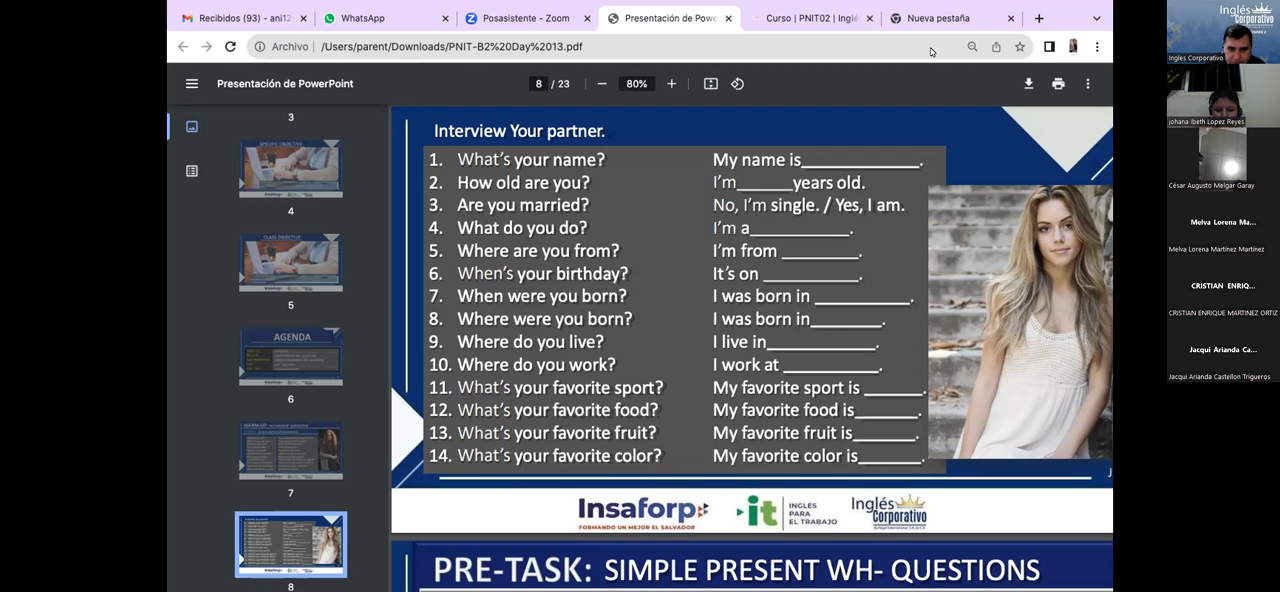 Recibidos (93) - ani12
WhatsApp
Posasistente - Zoom
Presentación de Powe
Curso | PNIT02 | Inglé
Nueva pestaña
Archivo /Users/parent/Downloads/PNIT-B2%20Day%2013.pdf
Presentación de PowerPoint
8 / 23
80%
3
4
5
AGENDA
6
7
8
Interview Your partner.
1. What's your name? My name is_____________.
2. How old are you? I'm______years old.
3. Are you married? No, I'm single. / Yes, I am.
4. What do you do? I'm a____________.
5. Where are you from? I'm from _________.
6. When's your birthday? It's on ___________.
7. When were you born? I was born in ___________.
8. Where were you born? I was born in_________.
9. Where do you live? I live in_____________.
10. Where do you work? I work at ___________.
11. What's your favorite sport? My favorite sport is _______.
12. What's your favorite food? My favorite food is_______.
13. What's your favorite fruit? My favorite fruit is________.
14. What's your favorite color? My favorite color is_______.
Insaforp
FORMANDO UN MEJOR EL SALVADOR
it
INGLÉS
PARA
EL TRABAJO
Inglés
Corporativo
PRE-TASK: SIMPLE PRESENT WH- QUESTIONS
Inglés
Corporativo
Ingles Corporativo
johana Ibeth Lopez Reyes
César Augusto Melgar Garay
Melva Lorena Ma...
Melva Lorena Martínez Martínez
CRISTIAN ENRIQ...
CRISTIAN ENRIQUE MARTINEZ ORTIZ
Jacqui Arianda Ca...
Jacqui Arianda Castellon Trigueros